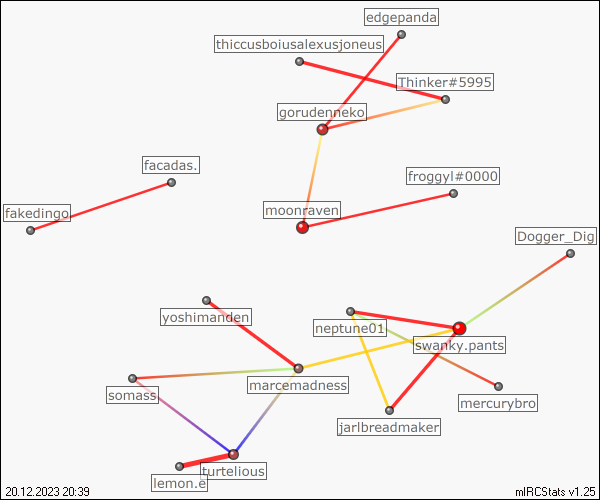 edgepanda
thiccusboiusalexusjoneus
Thinker#5995
gorudenneko
facadas.
froggyl#0000
fakedingo
moonraven
Dogger_Dig
yoshimanden
neptune01
swanky.pants
marcemadness
somass
mercurybro
jarlbreadmaker
turtelious
lemon.e
20.12.2023 20:39
mIRCStats v1.25